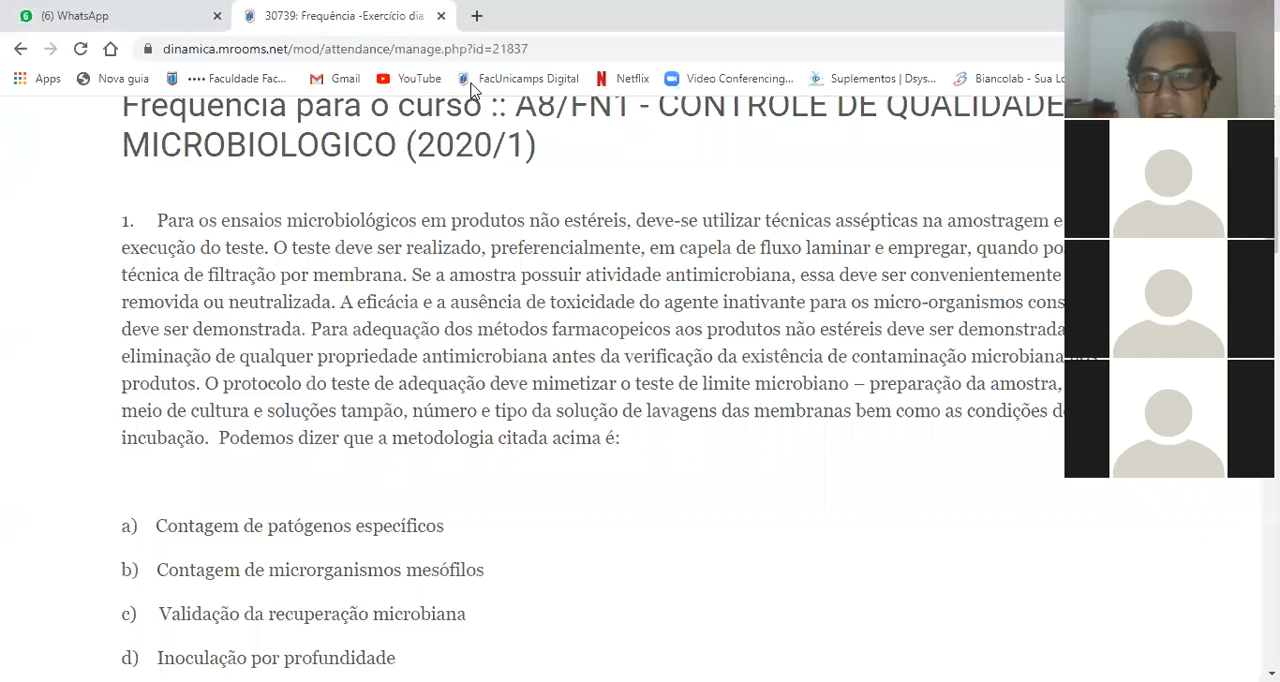 (6) WhatsApp
30739: Frequência -Exercício dia
dinamica.mrooms.net/mod/attendance/manage.php?id=21837
Apps Nova guia •••• Faculdade Fac... Gmail YouTube FacUnicamps Digital Netflix Video Conferencing... Suplementos | Dsys... Biancolab - Sua Lo
Frequência para o curso :: A8/FN1 - CONTROLE DE QUALIDADE
MICROBIOLOGICO (2020/1)
1. Para os ensaios microbiológicos em produtos não estéreis, deve-se utilizar técnicas assépticas na amostragem e
execução do teste. O teste deve ser realizado, preferencialmente, em capela de fluxo laminar e empregar, quando po
técnica de filtração por membrana. Se a amostra possuir atividade antimicrobiana, essa deve ser convenientemente
removida ou neutralizada. A eficácia e a ausência de toxicidade do agente inativante para os micro-organismos cons
deve ser demonstrada. Para adequação dos métodos farmacopeicos aos produtos não estéreis deve ser demonstrada
eliminação de qualquer propriedade antimicrobiana antes da verificação da existência de contaminação microbiana
produtos. O protocolo do teste de adequação deve mimetizar o teste de limite microbiano – preparação da amostra,
meio de cultura e soluções tampão, número e tipo da solução de lavagens das membranas bem como as condições d
incubação. Podemos dizer que a metodologia citada acima é:
a) Contagem de patógenos específicos
b) Contagem de microrganismos mesófilos
c) Validação da recuperação microbiana
d) Inoculação por profundidade